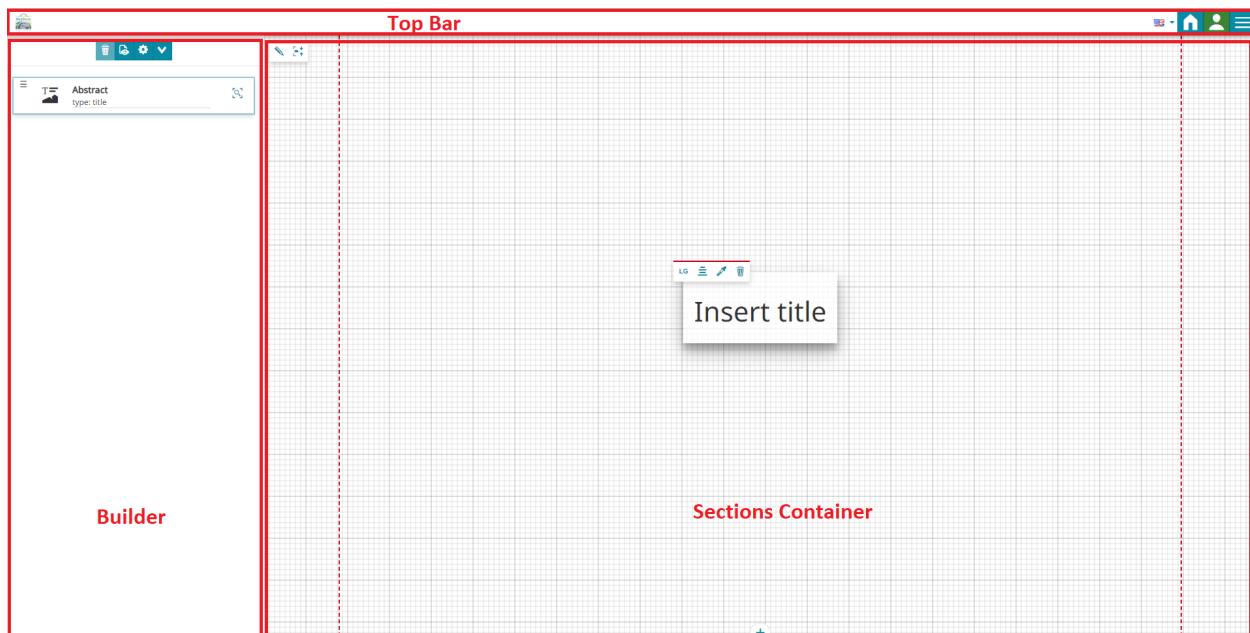 Top Bar
Abstract
type: title
LG
Insert title
Builder
Sections Container